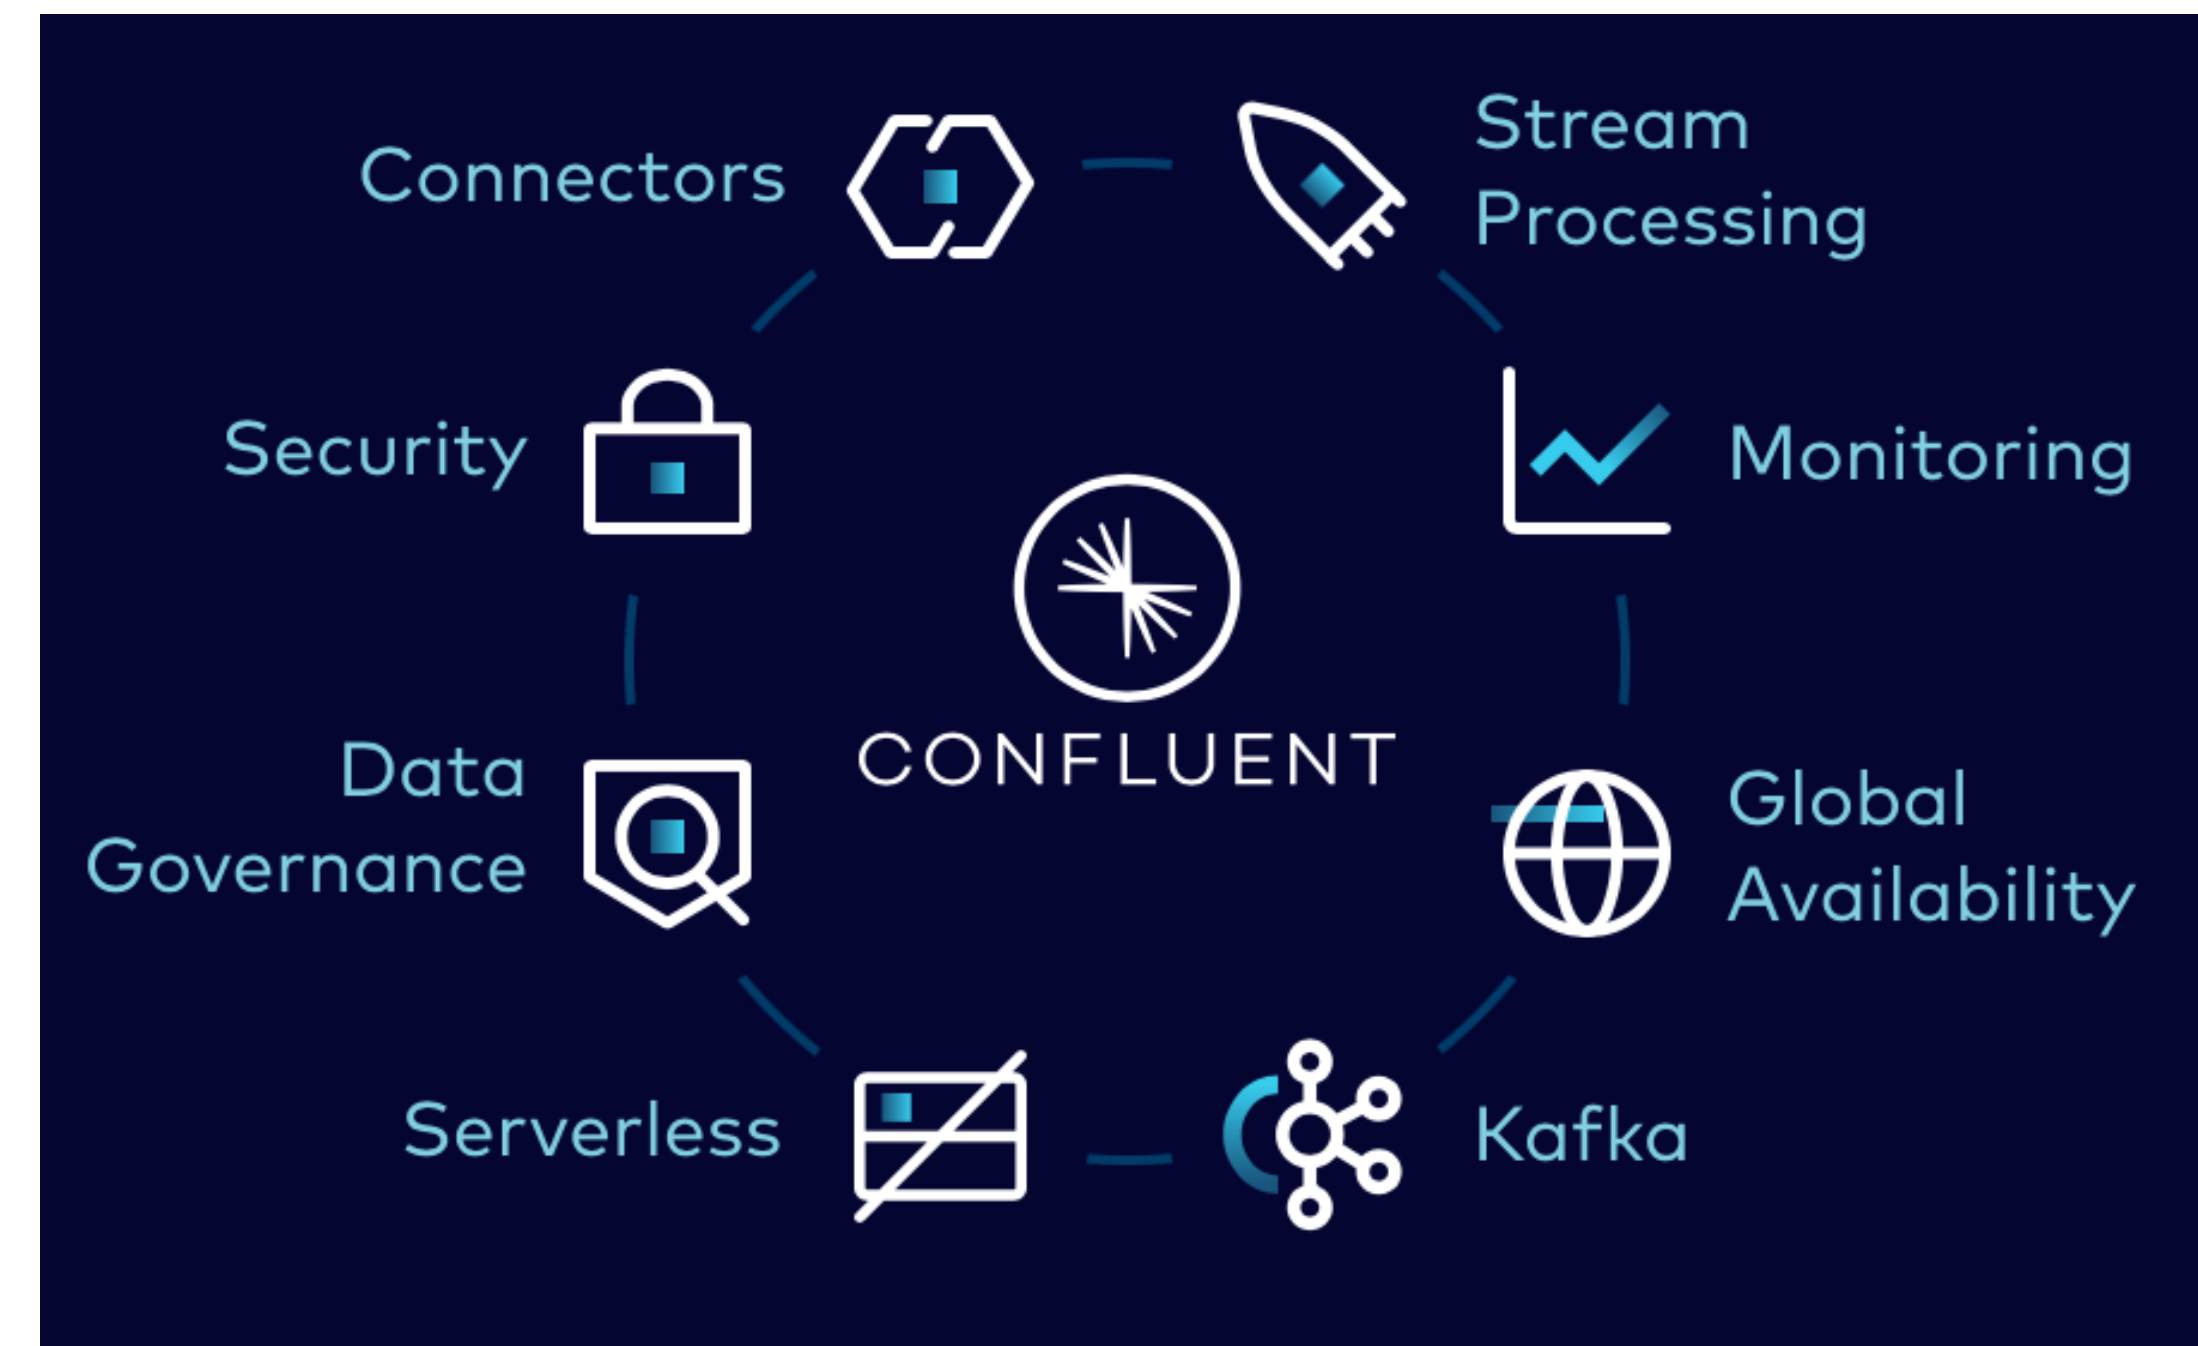 Connectors
Stream
Processing
Security
Monitoring
CONFLUENT
Data
Governance
Global
Availability
Serverless
Kafka